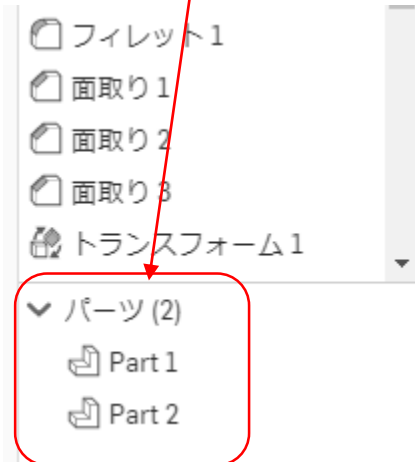 フィレット 1
面取り 1
面取り 2
面取り 3
トランスフォーム 1
パーツ (2)
Part 1
Part 2